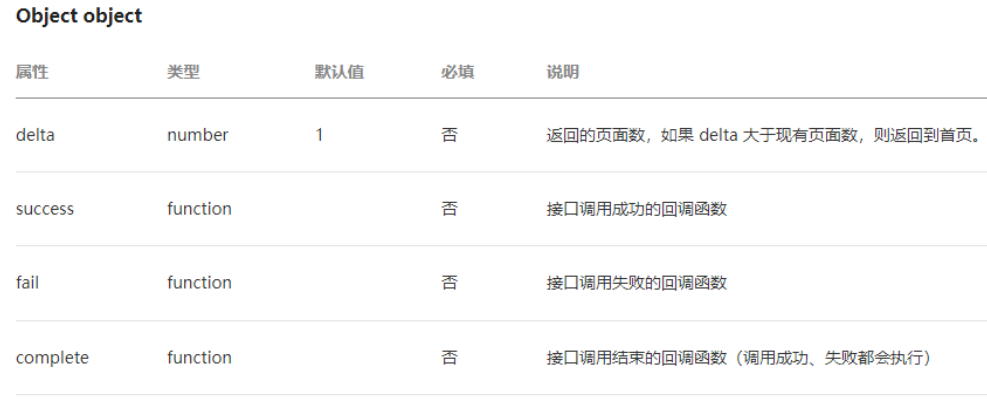 Object object
属性 类型 默认值 必填 说明
delta number 1 否 返回的页面数，如果 delta 大于现有页面数，则返回到首页。
success function 否 接口调用成功的回调函数
fail function 否 接口调用失败的回调函数
complete function 否 接口调用结束的回调函数（调用成功、失败都会执行）